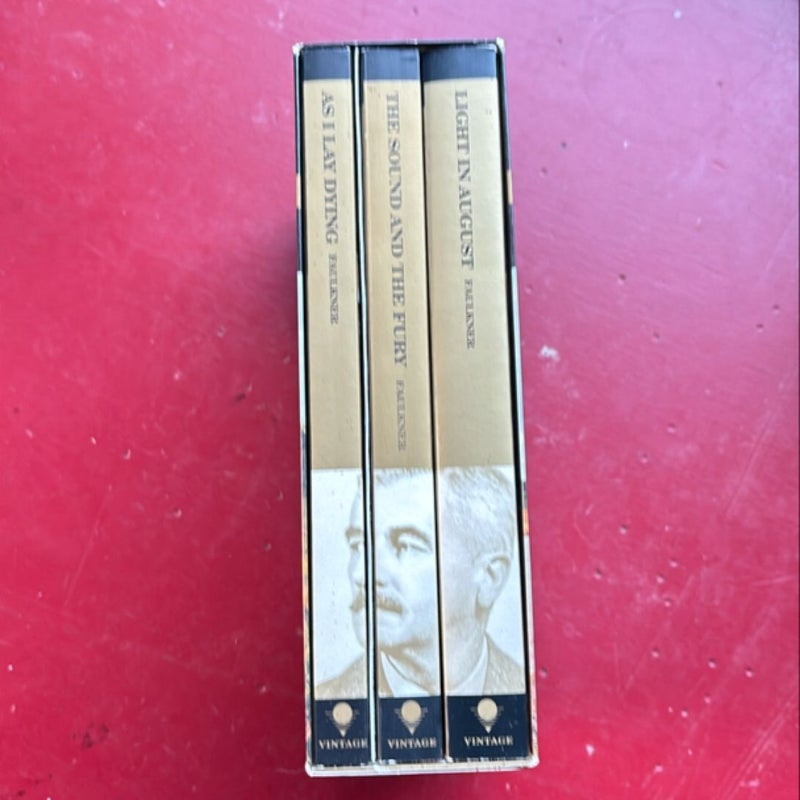 AS I LAY DYING FAULKNER
THE SOUND AND THE FURY FAULKNER
LIGHT IN AUGUST FAULKNER
VINTAGE
VINTAGE
VINTAGE